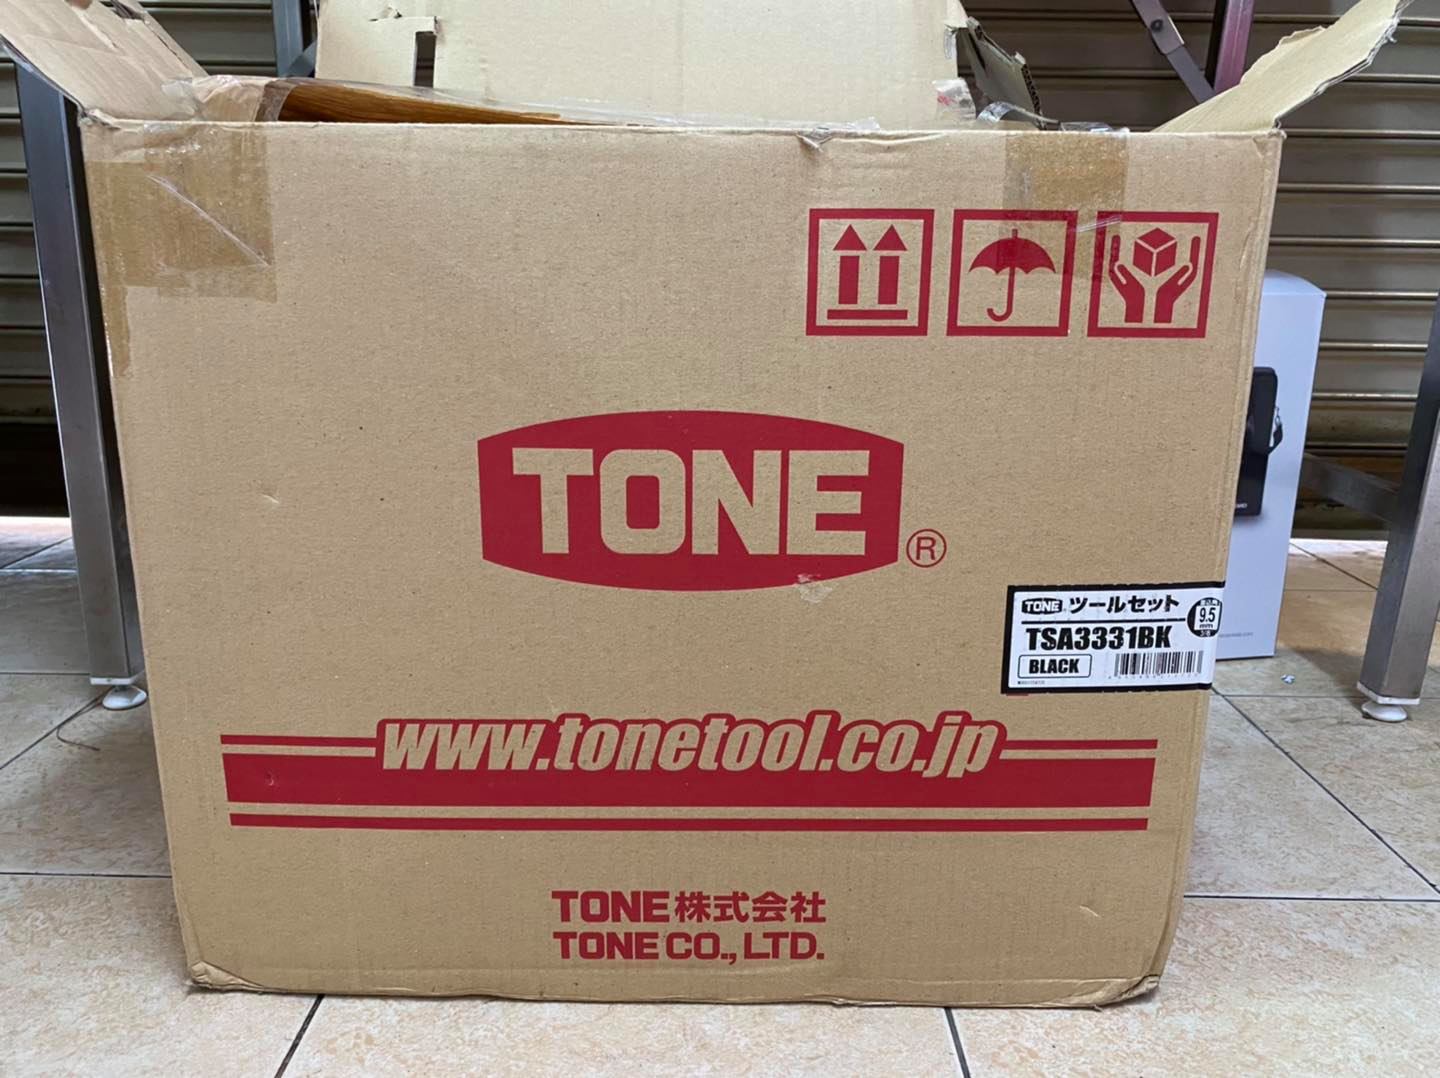 TONE
®
TONE ツールセット
9.5
mm
TSA3331BK
BLACK
www.tonetool.co.jp
TONE株式会社
TONE CO., LTD.